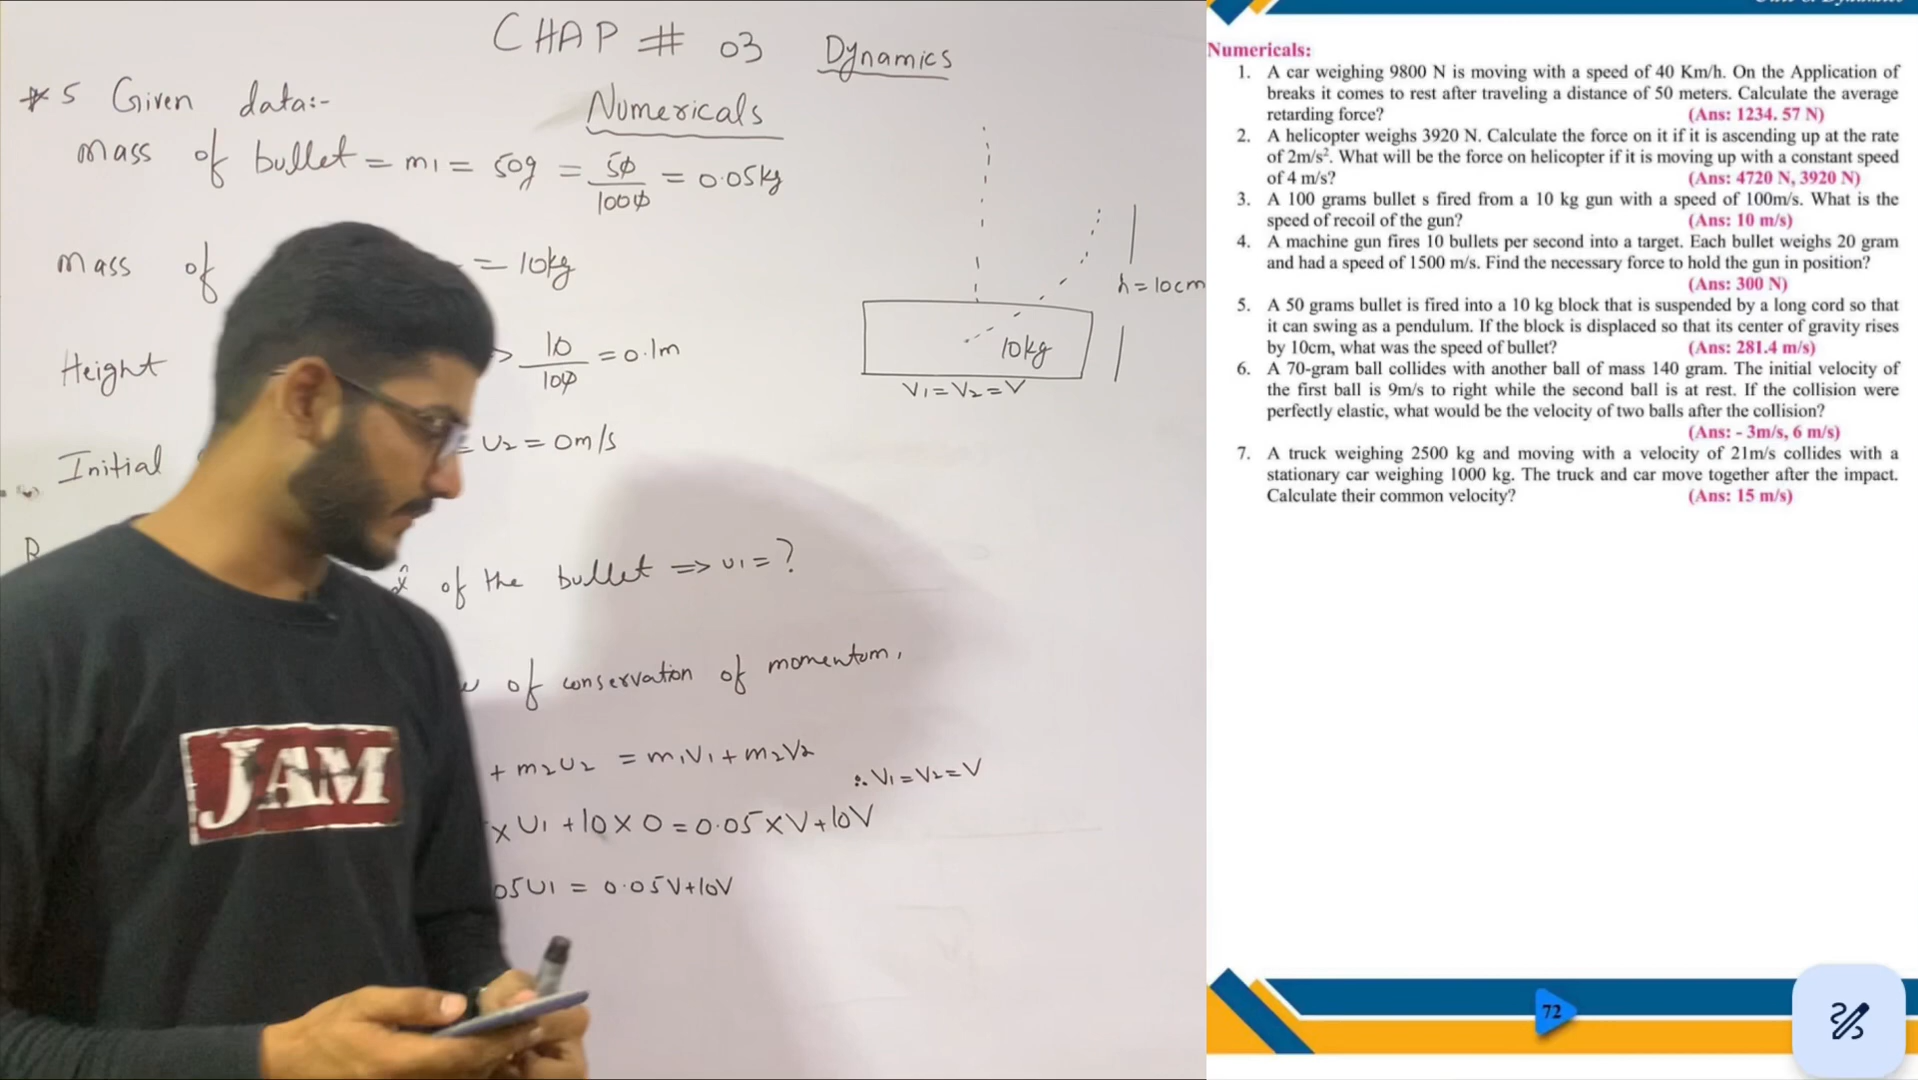 CHAP # 03 Dynamics
Numericals
*5 Given data:-
Mass of bullet = m1 = 50g = 50/1000 = 0.05kg
Mass of = 10kg
Height 10/100 = 0.1m
Initial = U2 = 0m/s
of the bullet => U1 = ?
of conservation of momentum,
+ m2U2 = m1V1 + m2V2
∴ V1 = V2 = V
x U1 + 10 x 0 = 0.05 x V + 10V
05U1 = 0.05V + 10V
h = 10cm
10kg
V1 = V2 = V
JAM
Numericals:
1. A car weighing 9800 N is moving with a speed of 40 Km/h. On the Application of
breaks it comes to rest after traveling a distance of 50 meters. Calculate the average
retarding force? (Ans: 1234. 57 N)
2. A helicopter weighs 3920 N. Calculate the force on it if it is ascending up at the rate
of 2m/s². What will be the force on helicopter if it is moving up with a constant speed
of 4 m/s? (Ans: 4720 N, 3920 N)
3. A 100 grams bullet s fired from a 10 kg gun with a speed of 100m/s. What is the
speed of recoil of the gun? (Ans: 10 m/s)
4. A machine gun fires 10 bullets per second into a target. Each bullet weighs 20 gram
and had a speed of 1500 m/s. Find the necessary force to hold the gun in position?
(Ans: 300 N)
5. A 50 grams bullet is fired into a 10 kg block that is suspended by a long cord so that
it can swing as a pendulum. If the block is displaced so that its center of gravity rises
by 10cm, what was the speed of bullet? (Ans: 281.4 m/s)
6. A 70-gram ball collides with another ball of mass 140 gram. The initial velocity of
the first ball is 9m/s to right while the second ball is at rest. If the collision were
perfectly elastic, what would be the velocity of two balls after the collision?
(Ans: - 3m/s, 6 m/s)
7. A truck weighing 2500 kg and moving with a velocity of 21m/s collides with a
stationary car weighing 1000 kg. The truck and car move together after the impact.
Calculate their common velocity? (Ans: 15 m/s)
72